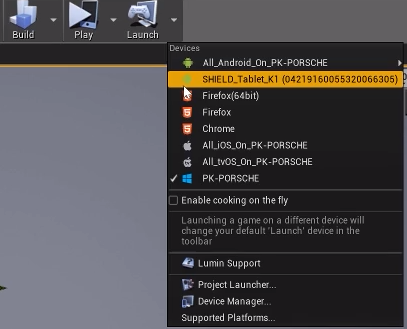 Build
Play
Launch
Devices
All_Android_On_PK-PORSCHE
SHIELD_Tablet_K1 (04219160055320066305)
Firefox(64bit)
Firefox
Chrome
All_iOS_On_PK-PORSCHE
All_tvOS_On_PK-PORSCHE
PK-PORSCHE
Enable cooking on the fly
Launching a game on a different device will
change your default 'Launch' device in the
toolbar
Lumin Support
Project Launcher...
Device Manager...
Supported Platforms...